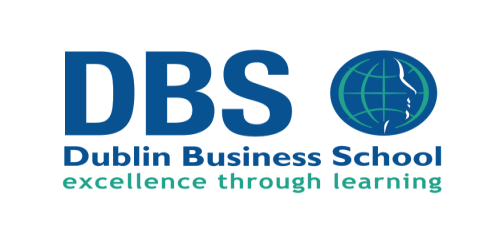 DBS
Dublin Business School
excellence through learning